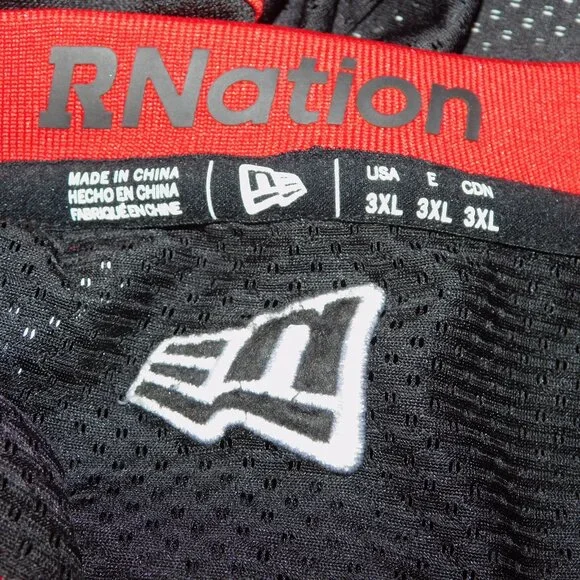 RNation
MADE IN CHINA
HECHO EN CHINA
FABRIQUÉ EN CHINE
USA E CDN
3XL 3XL 3XL